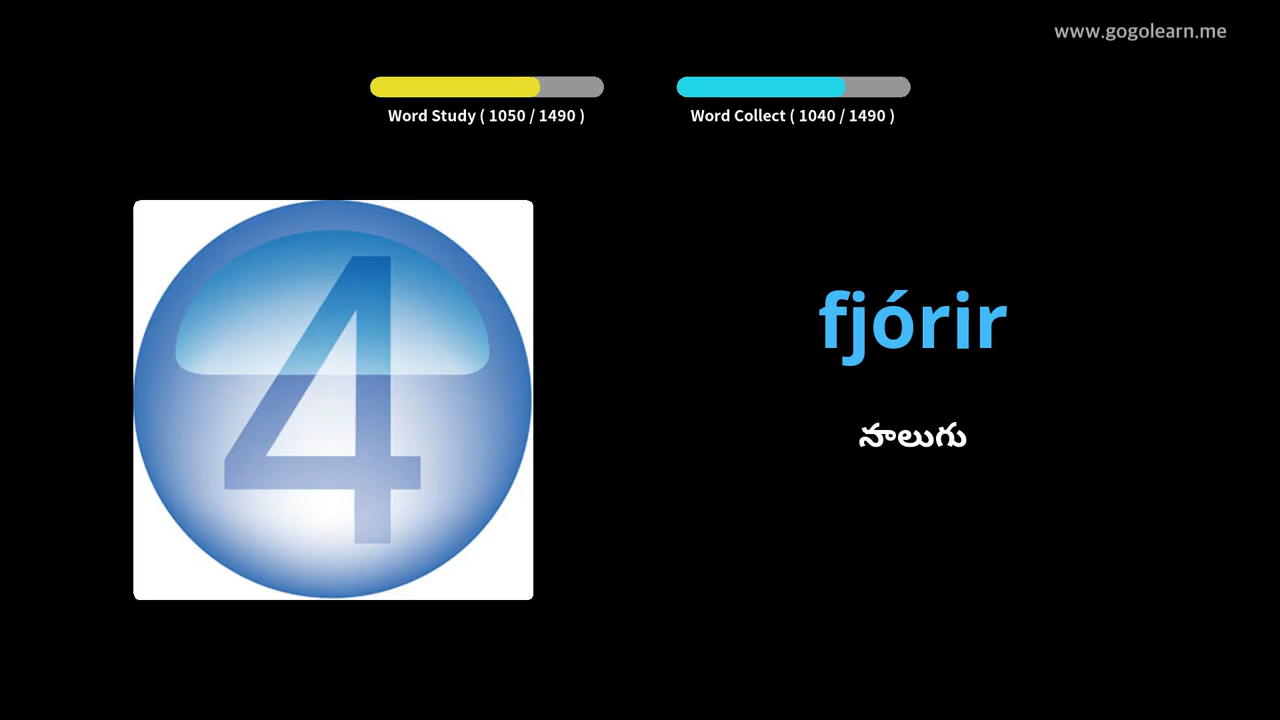 www.gogolearn.me
Word Study ( 1050 / 1490 )
Word Collect ( 1040 / 1490 )
4
fjórir
నాలుగు